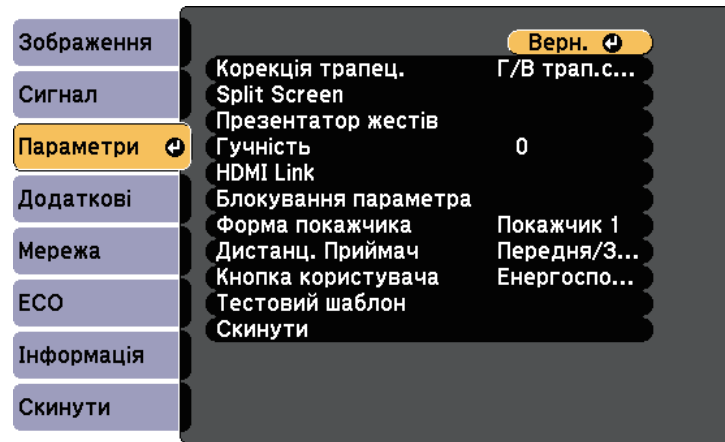 Зображення
Сигнал
Параметри
Додаткові
Мережа
ECO
Інформація
Скинути
Верн.
Корекція трапец. Г/В трап.с...
Split Screen
Презентатор жестів
Гучність 0
HDMI Link
Блокування параметра
Форма покажчика Покажчик 1
Дистанц. Приймач Передня/З...
Кнопка користувача Енергоспо...
Тестовий шаблон
Скинути